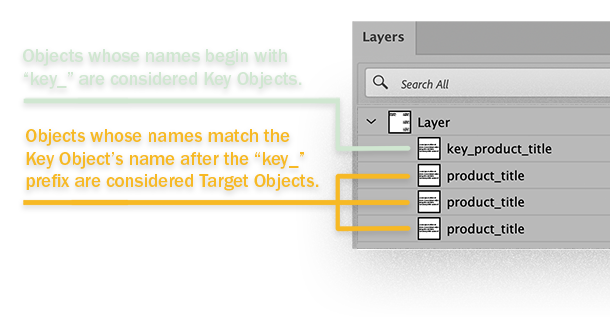 Layers
Objects whose names begin with
“key_” are considered Key Objects.
Search All
Layer
Objects whose names match the
Key Object’s name after the “key_”
prefix are considered Target Objects.
key_product_title
product_title
product_title
product_title